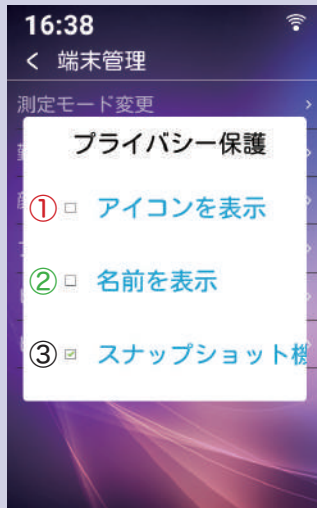 16:38
く 端末管理
測定モード変更
プライバシー保護
① アイコンを表示
② 名前を表示
③ スナップショット機